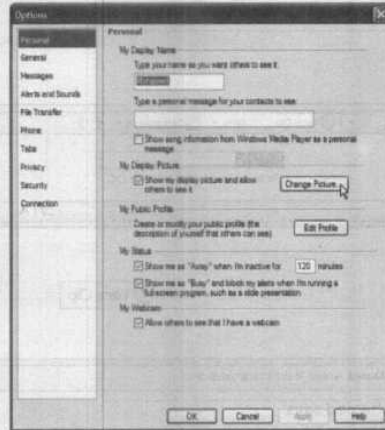 Options
Personal
General
Messages
Alerts and Sounds
File Transfer
Phone
Tabs
Privacy
Security
Connection
Personal
My Display Name
Type your name as you want others to see it:
Type a personal message for your contacts to see:
Show song information from Windows Media Player as a personal
message
My Display Picture
Show my display picture and allow
others to see it
Change Picture...
My Public Profile
Create or modify your public profile (the
description of yourself that others can see)
Edit Profile
My Status
Show me as "Away" when I'm inactive for 120 minutes
Show me as "Busy" and block my alerts when I'm running a
full-screen program, such as a slide presentation
My Webcam
Allow others to see that I have a webcam
OK Cancel Apply Help